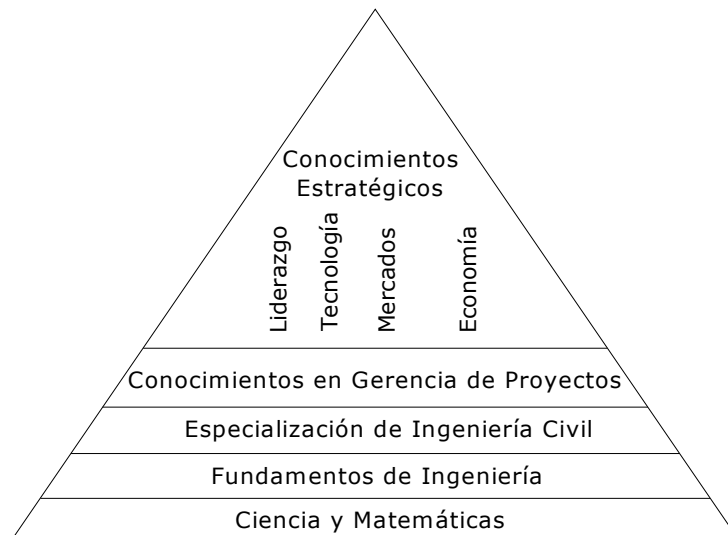 Conocimientos
Estratégicos
Liderazgo
Tecnología
Mercados
Economía
Conocimientos en Gerencia de Proyectos
Especialización de Ingeniería Civil
Fundamentos de Ingeniería
Ciencia y Matemáticas